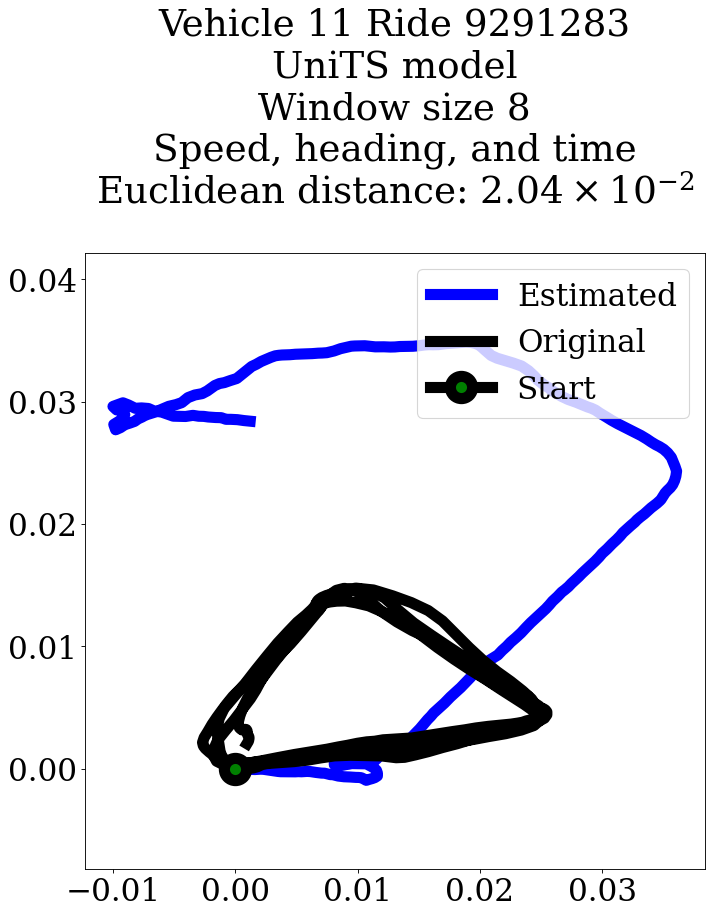 Vehicle 11 Ride 9291283
UniTS model
Window size 8
Speed, heading, and time
Euclidean distance: 2.04 × 10⁻²
Estimated
Original
Start
0.04
0.03
0.02
0.01
0.00
−0.01 0.00 0.01 0.02 0.03